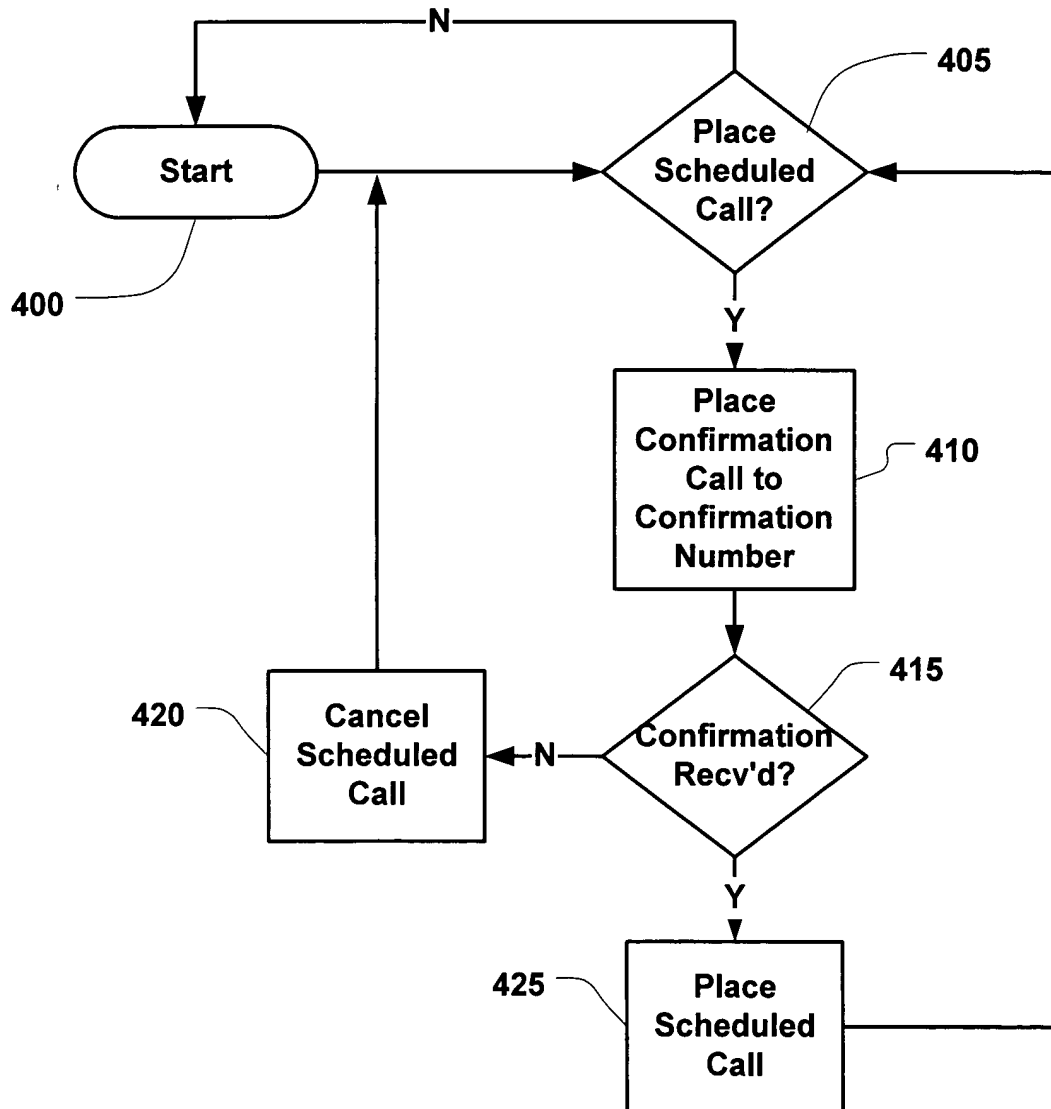 N
405
Place
Scheduled
Call?
Start
400
Y
Place
Confirmation
Call to
Confirmation
Number
410
415
Confirmation
Recv'd?
N
420
Cancel
Scheduled
Call
Y
425
Place
Scheduled
Call